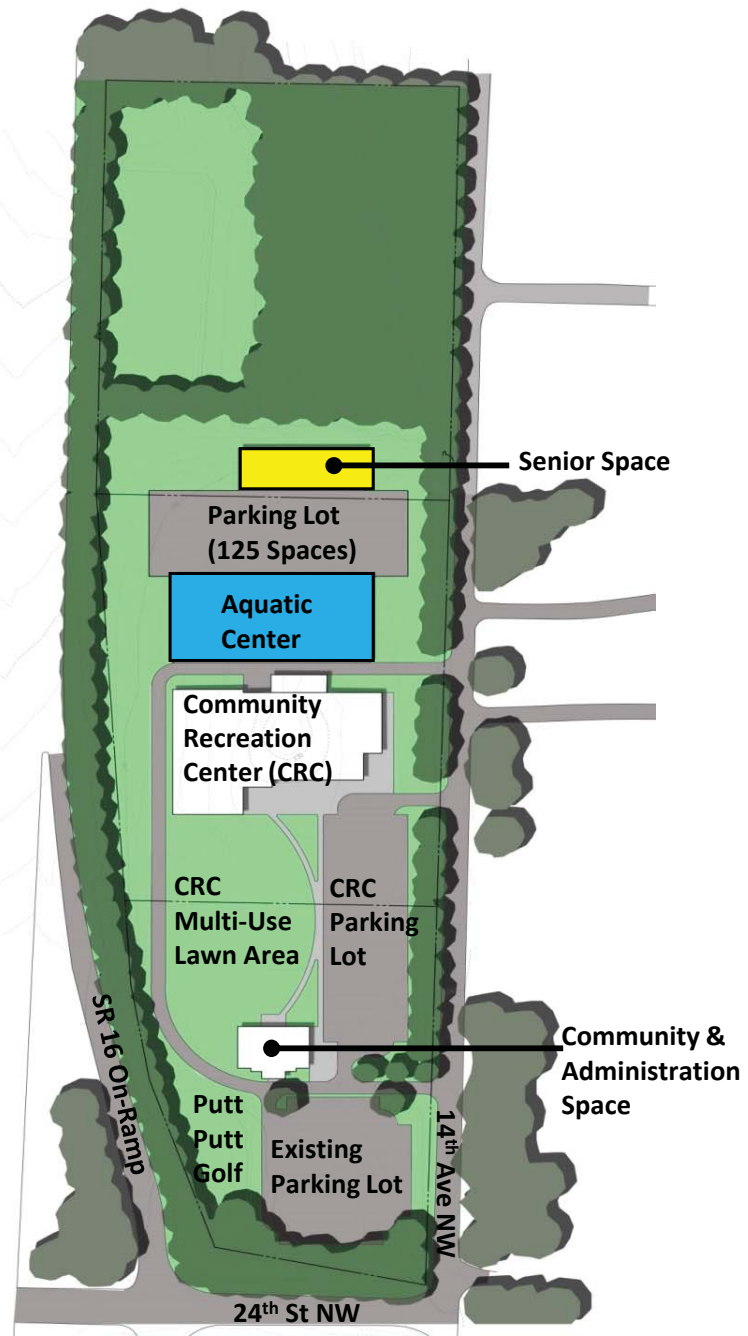 Senior Space
Parking Lot
(125 Spaces)
Aquatic
Center
Community
Recreation
Center (CRC)
CRC
Multi-Use
Lawn Area
CRC
Parking
Lot
SR 16 On-Ramp
Community &
Administration
Space
Putt
Putt
Golf
Existing
Parking Lot
14th Ave NW
24th St NW